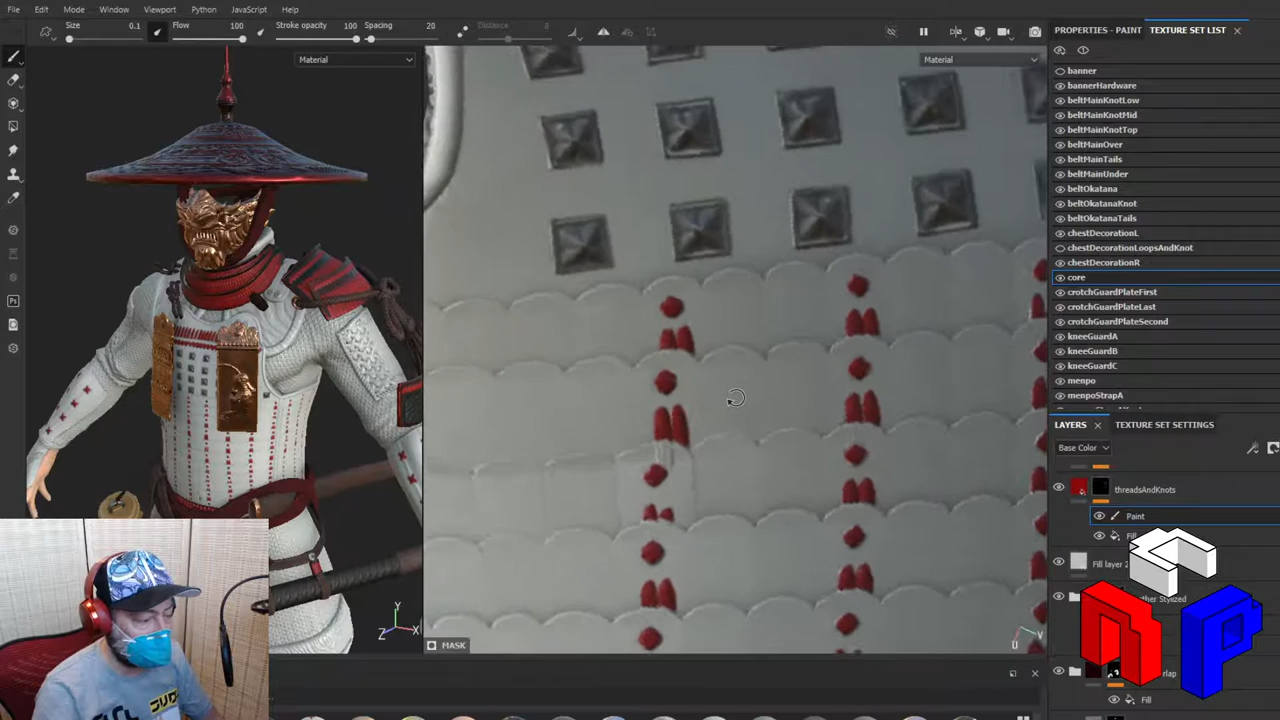 File Edit Mode Window Viewport Python JavaScript Help
Size 0.1 Flow 100 Stroke opacity 100 Spacing 20 Distance 8
Material
Material
PROPERTIES - PAINT TEXTURE SET LIST
banner
bannerHardware
beltMainKnotLow
beltMainKnotMid
beltMainKnotTop
beltMainOver
beltMainTails
beltMainUnder
beltOkatana
beltOkatanaKnot
beltOkatanaTails
chestDecorationL
chestDecorationLoopsAndKnot
chestDecorationR
core
crotchGuardPlateFirst
crotchGuardPlateLast
crotchGuardPlateSecond
kneeGuardA
kneeGuardB
kneeGuardC
menpo
menpoStrapA
LAYERS TEXTURE SET SETTINGS
Base Color
threadsAndKnots
Paint
Fill layer
Fill
Ps
MASK
Y
Z X
U